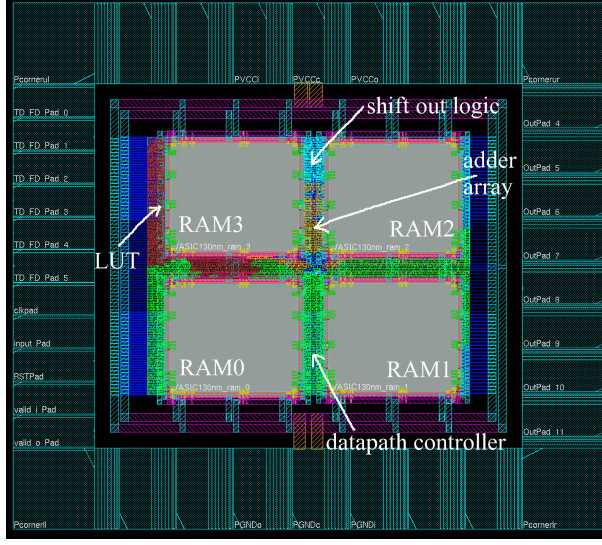 Pcornerul PVCCi PVCCc PVCCo Pcornerur
shift out logic
TD_FD_Pad_0
OutPad_4
TD_FD_Pad_1
adder
array
OutPad_5
TD_FD_Pad_2
OutPad_6
TD_FD_Pad_3
RAM3
RAM2
TD_FD_Pad_4
/ASIC130nm_ram_3
/ASIC130nm_ram_2
OutPad_7
LUT
TD_FD_Pad_5
OutPad_8
clkpad
OutPad_9
input_Pad
RAM0
RAM1
RSTPad
/ASIC130nm_ram_0
/ASIC130nm_ram_1
OutPad_10
valid_i_Pad
OutPad_11
valid_o_Pad
datapath controller
Pcornerll PGNDo PGNDc PGNDi Pcornerlr